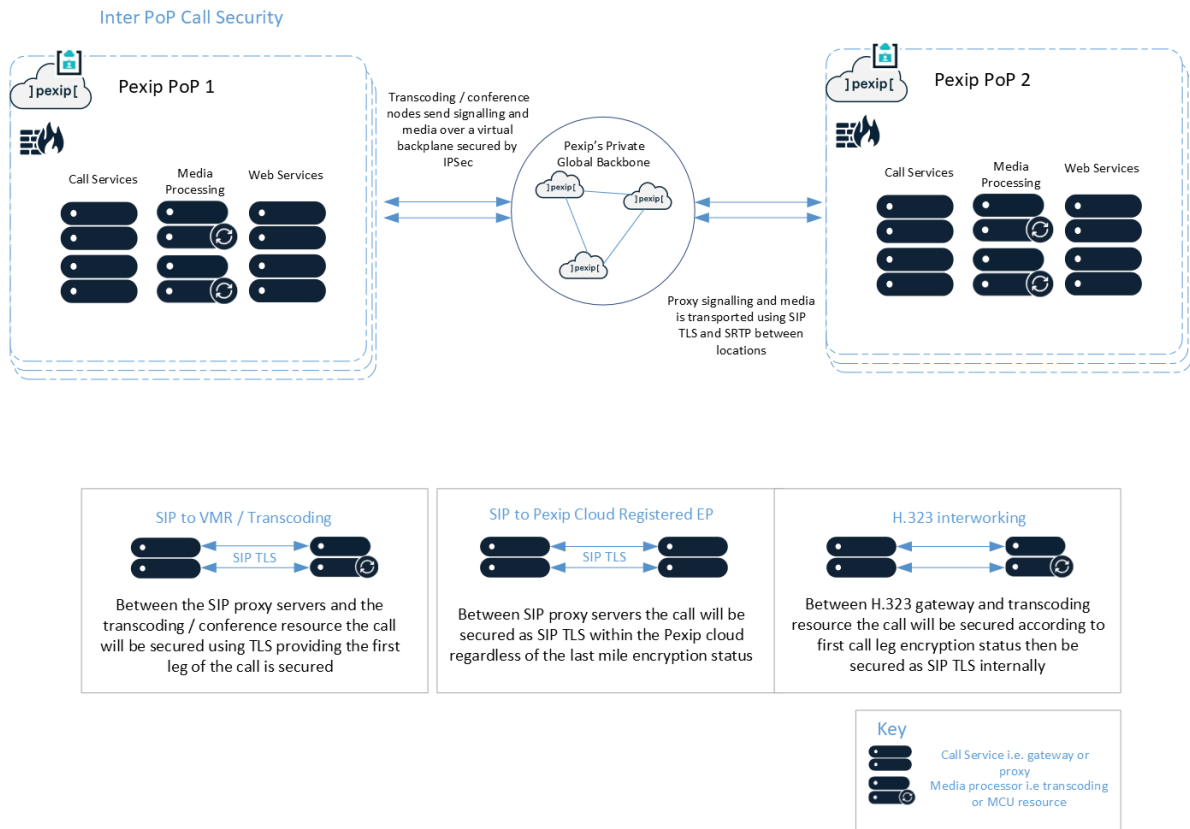 Inter PoP Call Security
]pexip[
Pexip PoP 1
Call Services
Media
Processing
Web Services
Transcoding / conference
nodes send signalling and
media over a virtual
backplane secured by
IPSec
Pexip's Private
Global Backbone
]pexip[
]pexip[
]pexip[
Proxy signalling and media
is transported using SIP
TLS and SRTP between
locations
]pexip[
Pexip PoP 2
Call Services
Media
Processing
Web Services
SIP to VMR / Transcoding
SIP TLS
Between the SIP proxy servers and the
transcoding / conference resource the call
will be secured using TLS providing the first
leg of the call is secured
SIP to Pexip Cloud Registered EP
SIP TLS
Between SIP proxy servers the call will be
secured as SIP TLS within the Pexip cloud
regardless of the last mile encryption status
H.323 interworking
Between H.323 gateway and transcoding
resource the call will be secured according to
first call leg encryption status then be
secured as SIP TLS internally
Key
Call Service i.e. gateway or
proxy
Media processor i.e transcoding
or MCU resource